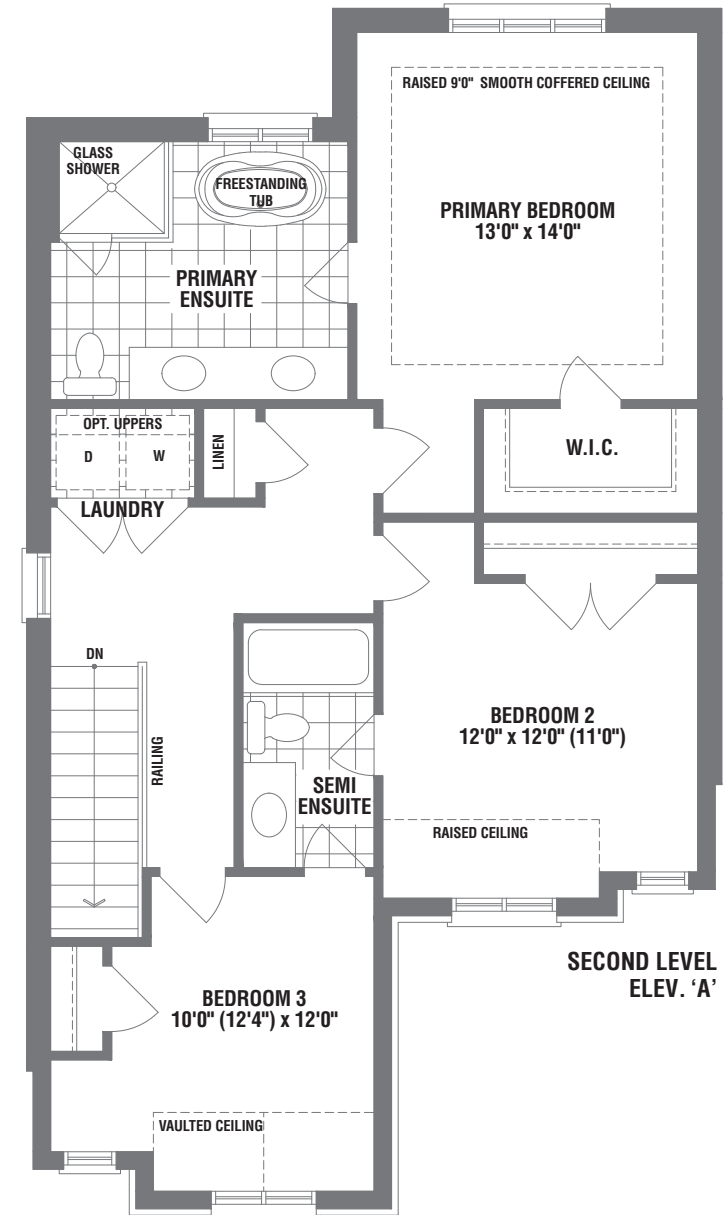 RAISED 9'0" SMOOTH COFFERED CEILING
GLASS
SHOWER
FREESTANDING
TUB
PRIMARY BEDROOM
13'0" x 14'0"
PRIMARY
ENSUITE
OPT. UPPERS
D
W
LINEN
W.I.C.
LAUNDRY
DN
RAILING
BEDROOM 2
12'0" x 12'0" (11'0")
SEMI
ENSUITE
RAISED CEILING
SECOND LEVEL
ELEV. ‘A’
BEDROOM 3
10'0" (12'4") x 12'0"
VAULTED CEILING